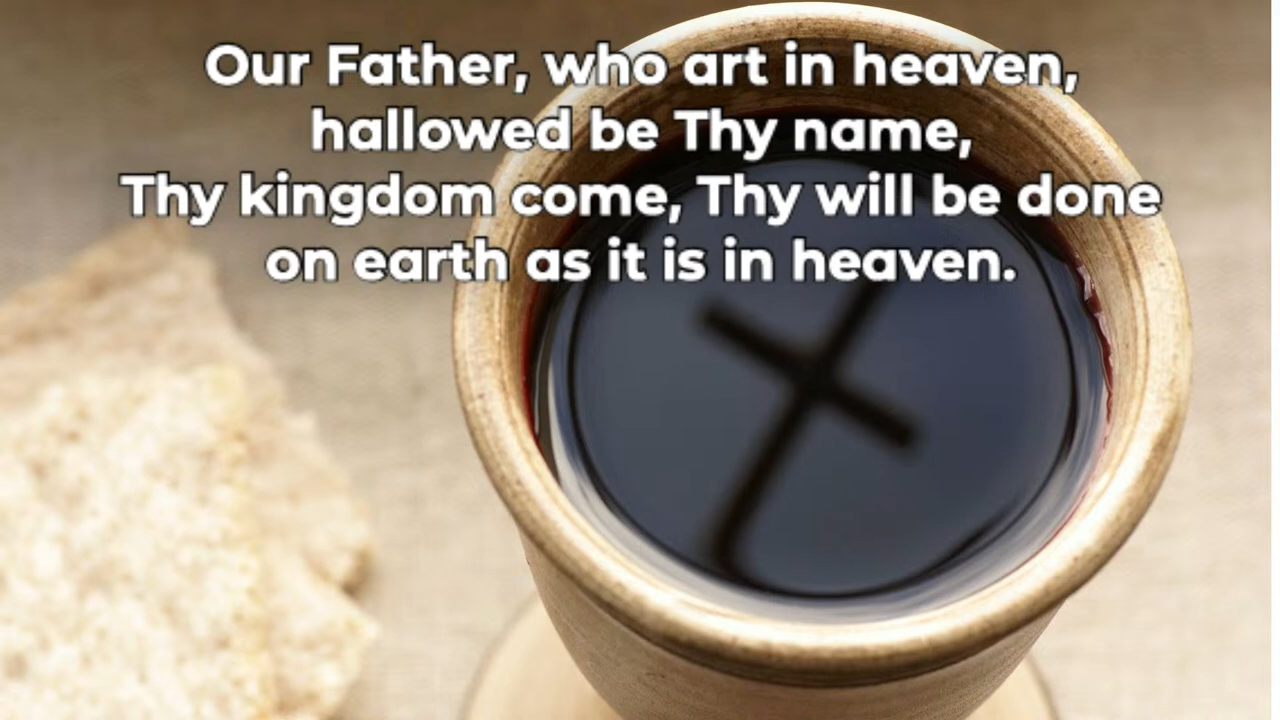 Our Father, who art in heaven,
hallowed be Thy name,
Thy kingdom come, Thy will be done
on earth as it is in heaven.